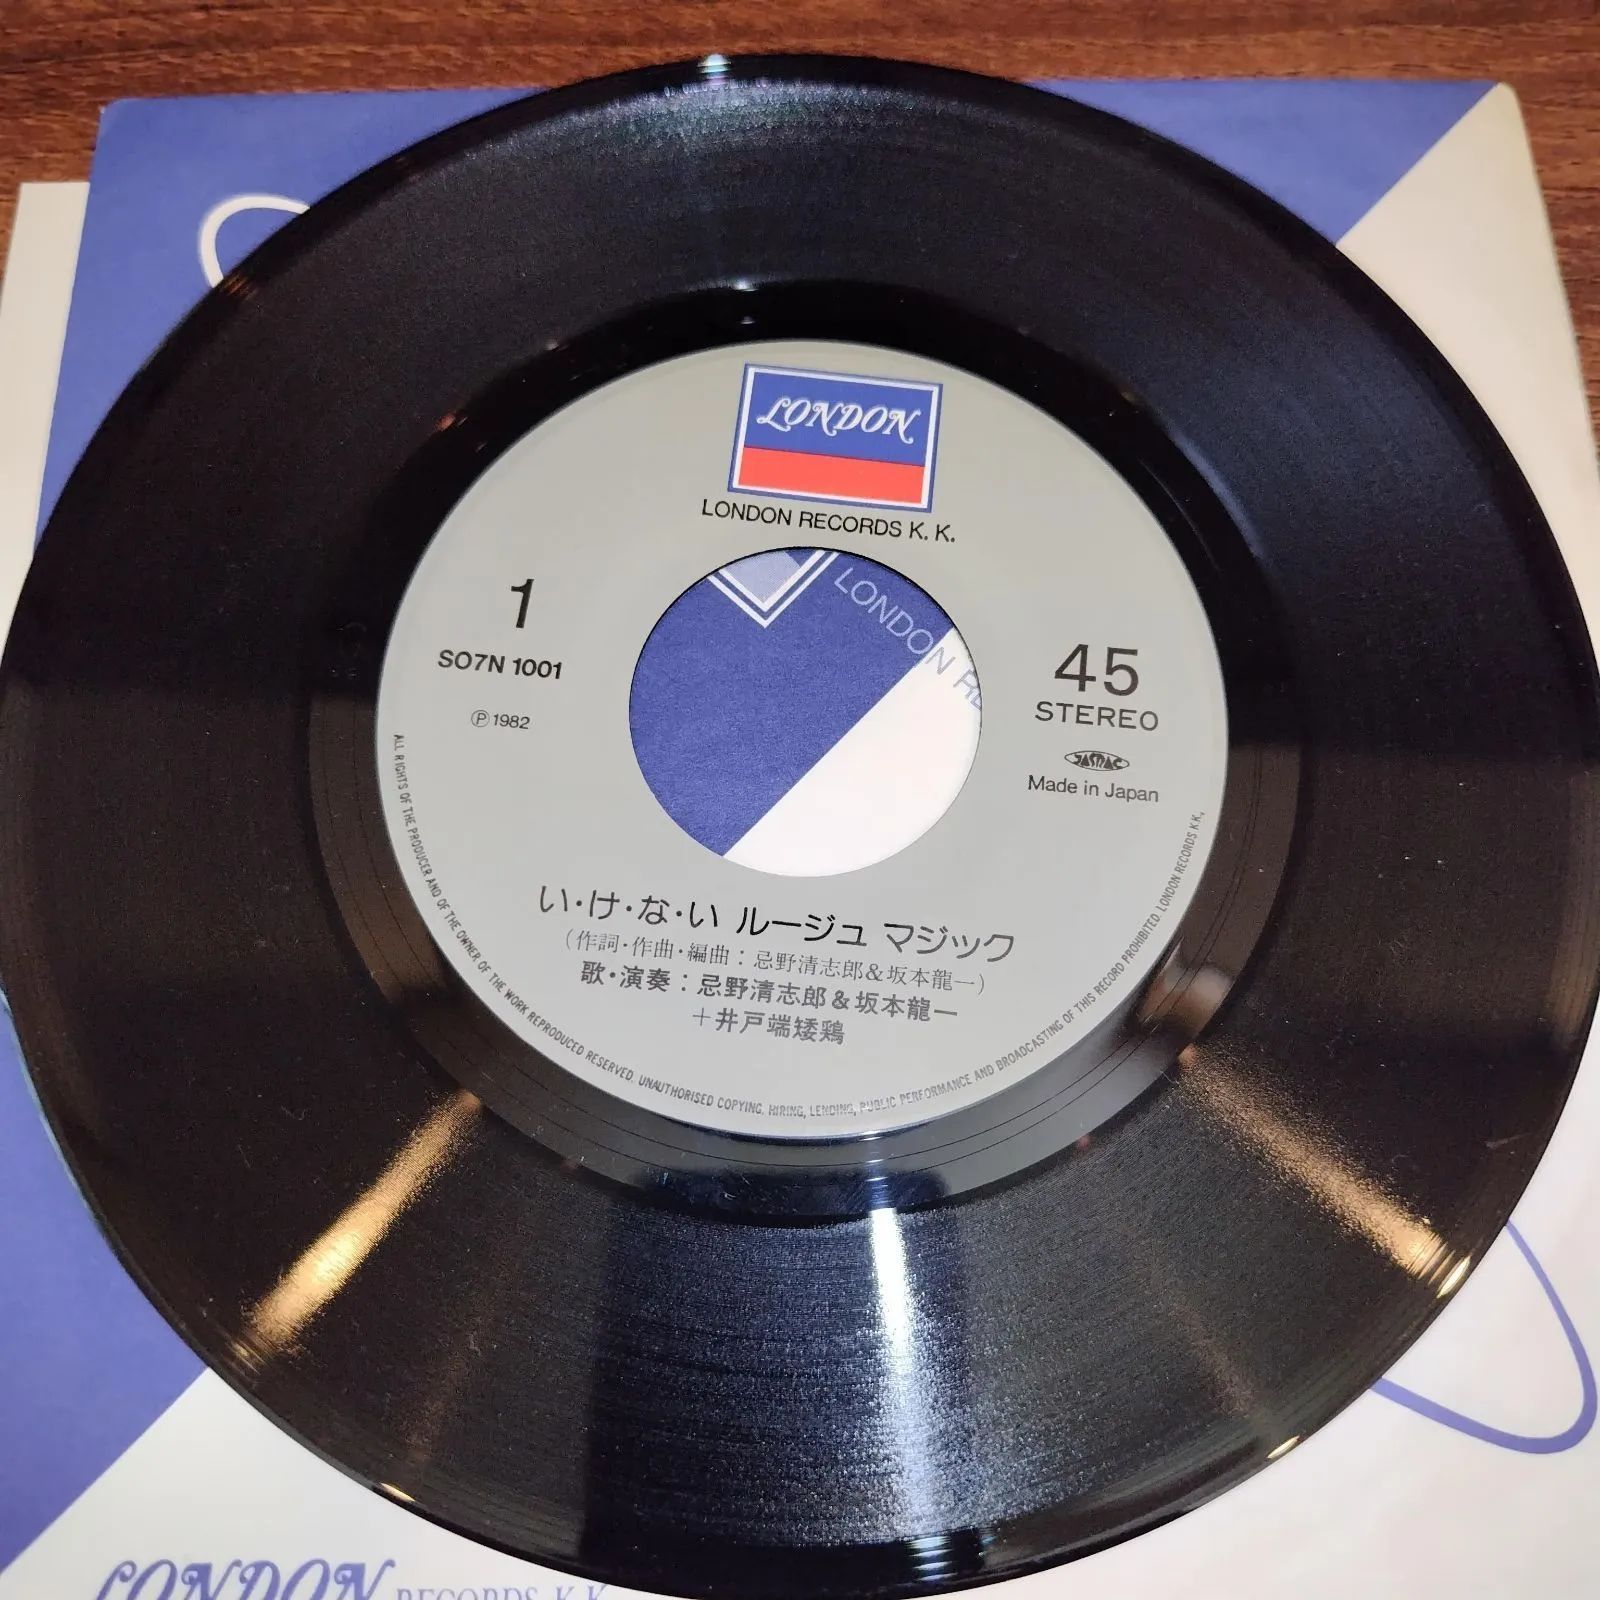 LONDON
LONDON RECORDS K. K.
LONDON RE
1
SO7N 1001
Ⓟ1982
45
STEREO
JASRAC
Made in Japan
い・け・な・い ルージュ マジック
(作詞・作曲・編曲：忌野清志郎＆坂本龍一)
歌・演奏：忌野清志郎＆坂本龍一
＋井戸端矮鶏
ALL RIGHTS OF THE PRODUCER AND OF THE OWNER OF THE WORK REPRODUCED RESERVED. UNAUTHORISED COPYING, HIRING, LENDING, PUBLIC PERFORMANCE AND BROADCASTING OF THIS RECORD PROHIBITED. LONDON RECORDS K.K.
LONDON RECORDS K.K.